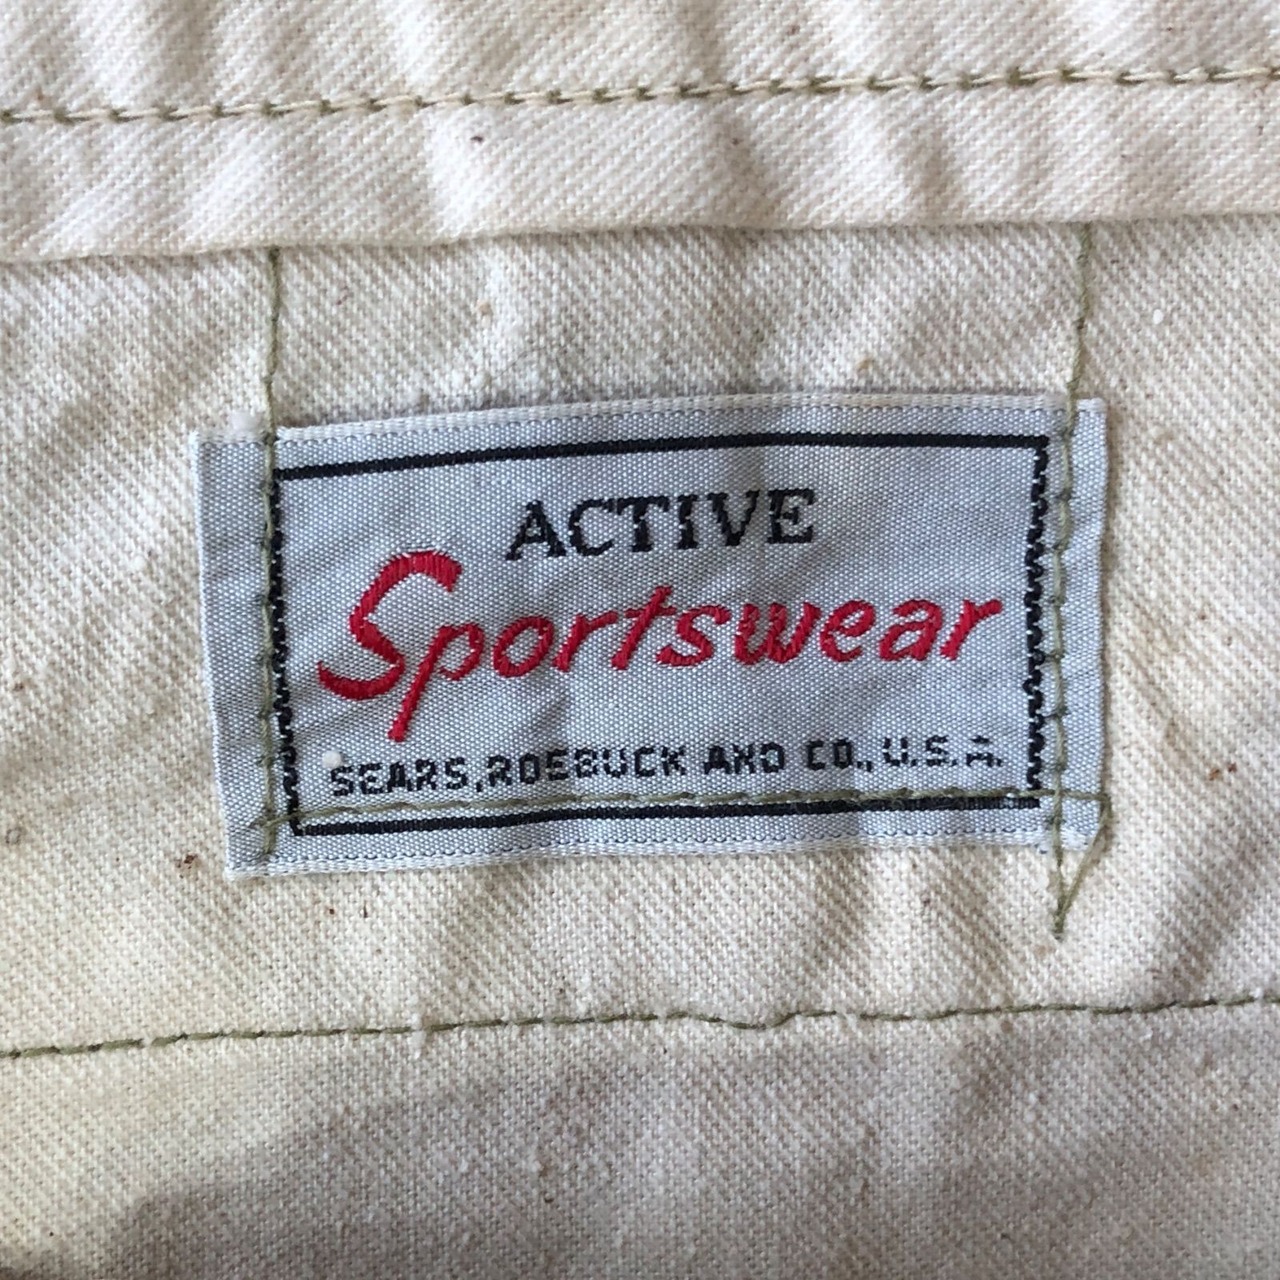 ACTIVE
Sportswear
SEARS, ROEBUCK AND CO., U.S.A.